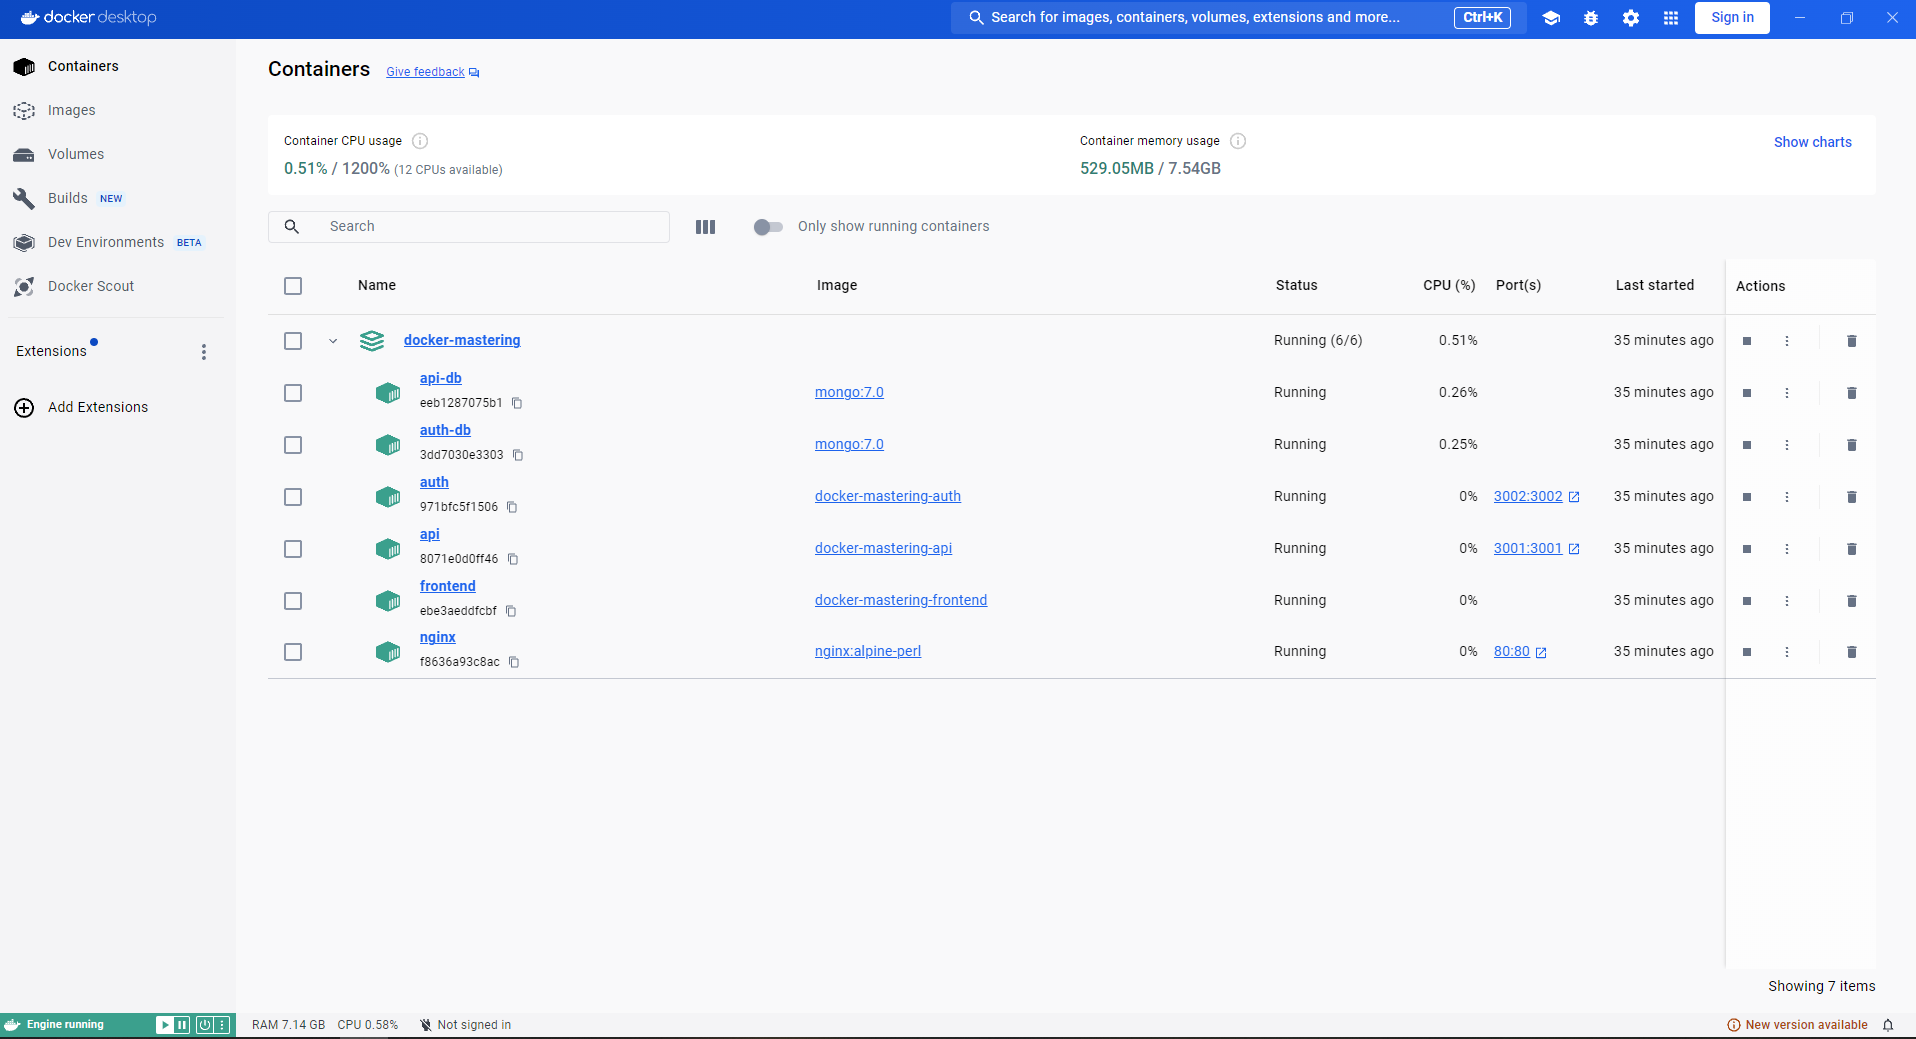 docker desktop
Search for images, containers, volumes, extensions and more... Ctrl+K
Sign in
Containers
Images
Volumes
Builds NEW
Dev Environments BETA
Docker Scout
Extensions
Add Extensions
Containers Give feedback
Container CPU usage
0.51% / 1200% (12 CPUs available)
Container memory usage
529.05MB / 7.54GB
Show charts
Search
Only show running containers
Name Image Status CPU (%) Port(s) Last started Actions
docker-mastering Running (6/6) 0.51% 35 minutes ago
api-db
eeb1287075b1
mongo:7.0 Running 0.26% 35 minutes ago
auth-db
3dd7030e3303
mongo:7.0 Running 0.25% 35 minutes ago
auth
971bfc5f1506
docker-mastering-auth Running 0% 3002:3002 35 minutes ago
api
8071e0d0ff46
docker-mastering-api Running 0% 3001:3001 35 minutes ago
frontend
ebe3aeddfcbf
docker-mastering-frontend Running 0% 35 minutes ago
nginx
f8636a93c8ac
nginx:alpine-perl Running 0% 80:80 35 minutes ago
Showing 7 items
Engine running
RAM 7.14 GB CPU 0.58% Not signed in
New version available